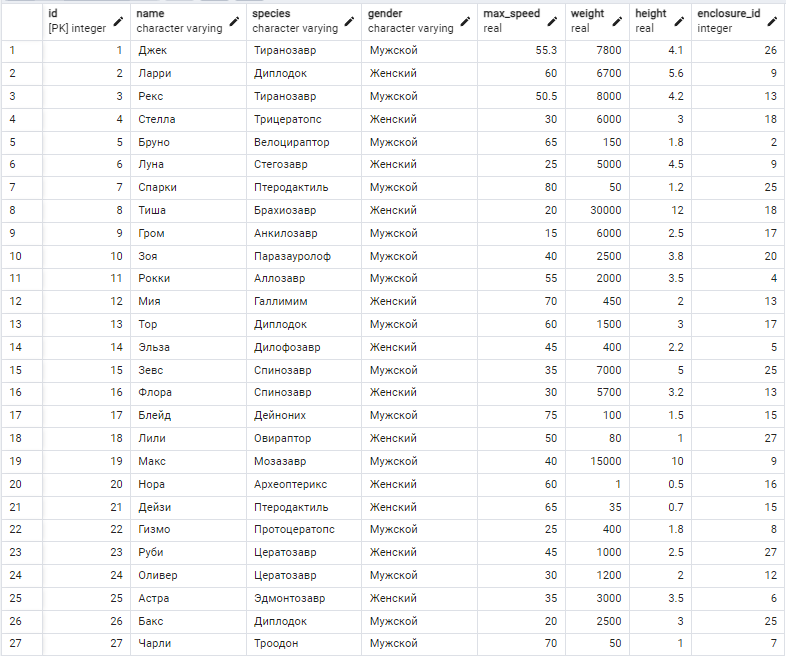 id name species gender max_speed weight height enclosure_id
[PK] integer character varying character varying character varying real real real integer
1 1 Джек Тиранозавр Мужской 55.3 7800 4.1 26
2 2 Ларри Диплодок Женский 60 6700 5.6 9
3 3 Рекс Тиранозавр Мужской 50.5 8000 4.2 13
4 4 Стелла Трицератопс Женский 30 6000 3 18
5 5 Бруно Велоцираптор Мужской 65 150 1.8 2
6 6 Луна Стегозавр Женский 25 5000 4.5 9
7 7 Спарки Птеродактиль Мужской 80 50 1.2 25
8 8 Тиша Брахиозавр Женский 20 30000 12 18
9 9 Гром Анкилозавр Мужской 15 6000 2.5 17
10 10 Зоя Паразауролоф Мужской 40 2500 3.8 20
11 11 Рокки Аллозавр Мужской 55 2000 3.5 4
12 12 Мия Галлимим Женский 70 450 2 13
13 13 Тор Диплодок Мужской 60 1500 3 17
14 14 Эльза Дилофозавр Женский 45 400 2.2 5
15 15 Зевс Спинозавр Мужской 35 7000 5 25
16 16 Флора Спинозавр Женский 30 5700 3.2 13
17 17 Блейд Дейноних Мужской 75 100 1.5 15
18 18 Лили Овираптор Женский 50 80 1 27
19 19 Макс Мозазавр Мужской 40 15000 10 9
20 20 Нора Археоптерикс Женский 60 1 0.5 16
21 21 Дейзи Птеродактиль Женский 65 35 0.7 15
22 22 Гизмо Протоцератопс Мужской 25 400 1.8 8
23 23 Руби Цератозавр Женский 45 1000 2.5 27
24 24 Оливер Цератозавр Мужской 30 1200 2 12
25 25 Астра Эдмонтозавр Женский 35 3000 3.5 6
26 26 Бакс Диплодок Мужской 20 2500 3 25
27 27 Чарли Троодон Мужской 70 50 1 7